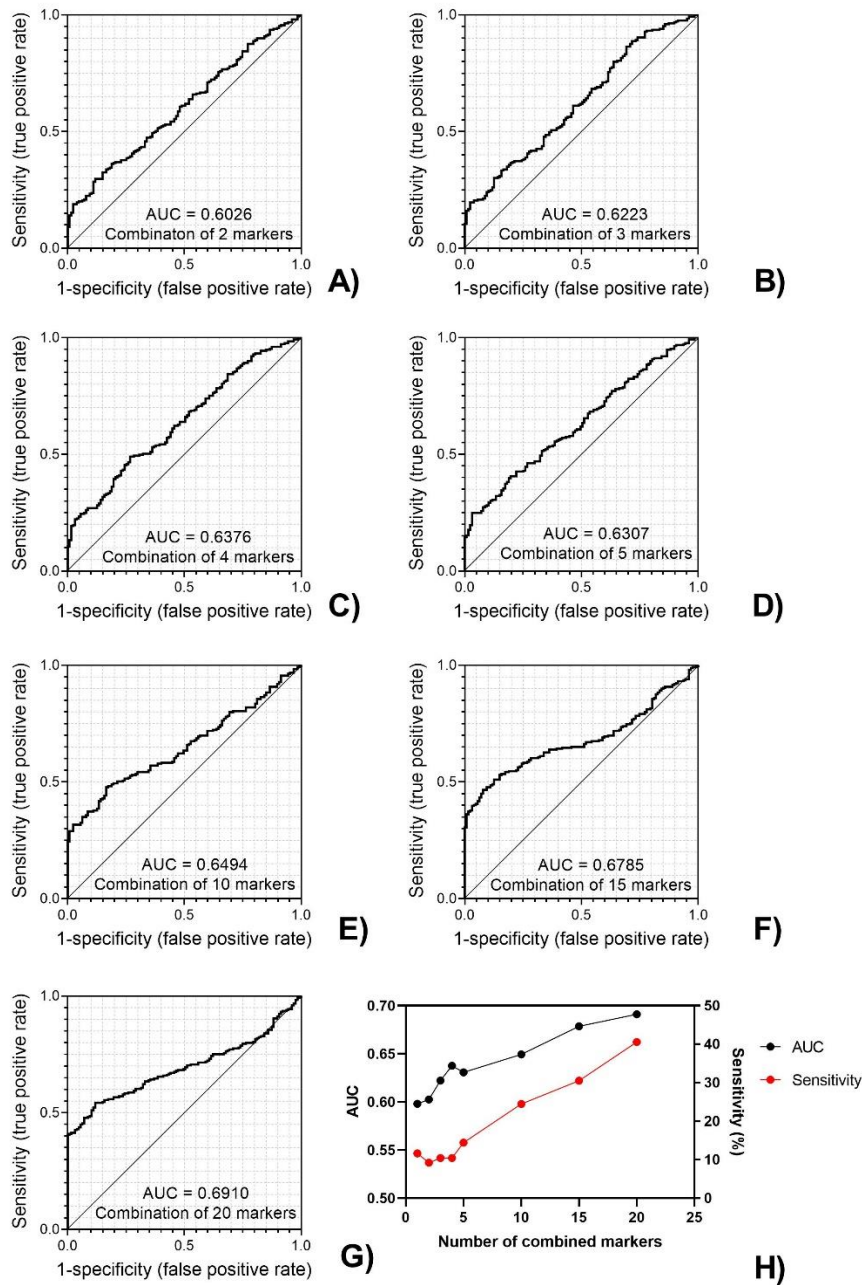 1.0
Sensitivity (true positive rate)
0.5
0.0
AUC = 0.6026
Combinaton of 2 markers
0.0
0.5
1.0
1-specificity (false positive rate)
A)
1.0
Sensitivity (true positive rate)
0.5
0.0
AUC = 0.6223
Combination of 3 markers
0.0
0.5
1.0
1-specificity (false positive rate)
B)
1.0
Sensitivity (true positive rate)
0.5
0.0
AUC = 0.6376
Combination of 4 markers
0.0
0.5
1.0
1-specificity (false positive rate)
C)
1.0
Sensitivity (true positive rate)
0.5
0.0
AUC = 0.6307
Combination of 5 markers
0.0
0.5
1.0
1-specificity (false positive rate)
D)
1.0
Sensitivity (true positive rate)
0.5
0.0
AUC = 0.6494
Combination of 10 markers
0.0
0.5
1.0
1-specificity (false positive rate)
E)
1.0
Sensitivity (true positive rate)
0.5
0.0
AUC = 0.6785
Combination of 15 markers
0.0
0.5
1.0
1-specificity (false positive rate)
F)
1.0
Sensitivity (true positive rate)
0.5
0.0
AUC = 0.6910
Combination of 20 markers
0.0
0.5
1.0
1-specificity (false positive rate)
G)
0.70
0.65
0.60
0.55
0.50
AUC
50
40
30
20
10
0
Sensitivity (%)
AUC
Sensitivity
0
5
10
15
20
25
Number of combined markers
H)